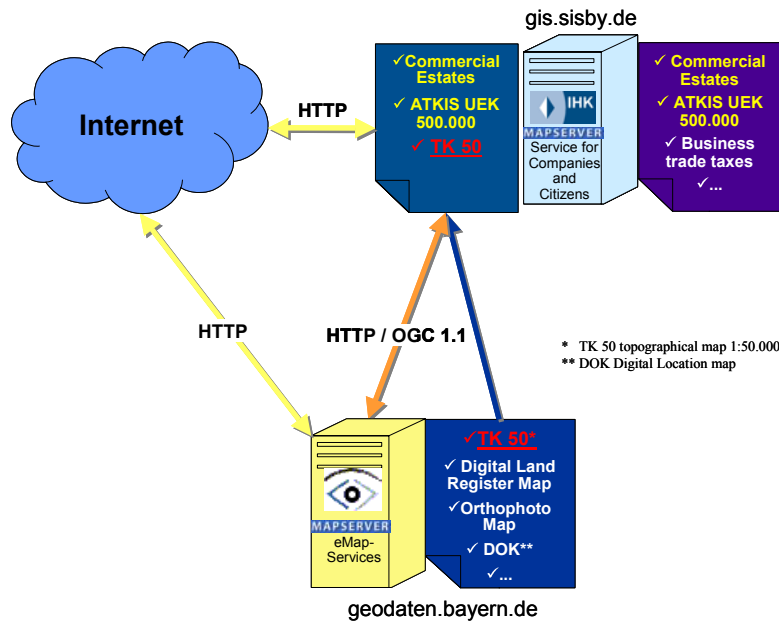 gis.sisby.de
Internet
HTTP
✓Commercial
Estates
✓ ATKIS UEK
500.000
✓ TK 50
IHK
MAPSERVER
Service for
Companies
and
Citizens
✓ Commercial
Estates
✓ ATKIS UEK
500.000
✓ Business
trade taxes
✓...
HTTP
HTTP / OGC 1.1
* TK 50 topographical map 1:50.000
** DOK Digital Location map
MAPSERVER
eMap-
Services
✓TK 50*
✓ Digital Land
Register Map
✓Orthophoto
Map
✓ DOK**
✓...
geodaten.bayern.de